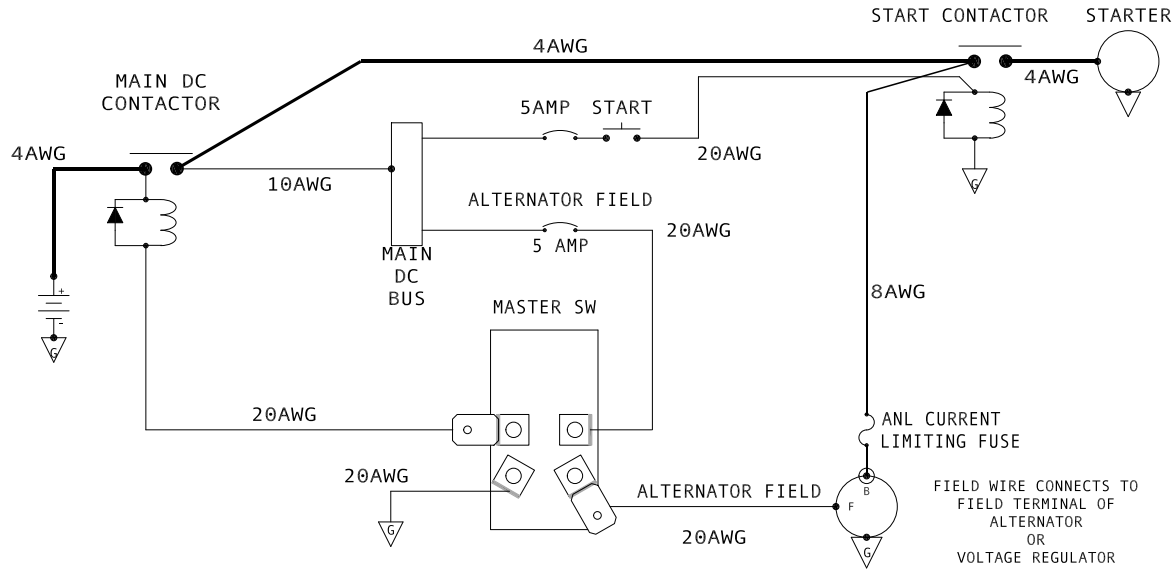 START CONTACTOR STARTER
4AWG
4AWG
MAIN DC
CONTACTOR
5AMP START
4AWG
20AWG
10AWG
G
ALTERNATOR FIELD
20AWG
5 AMP
MAIN
DC
BUS
+
-
G
8AWG
MASTER SW
20AWG
ANL CURRENT
LIMITING FUSE
20AWG
G
ALTERNATOR FIELD
20AWG
B
F
G
FIELD WIRE CONNECTS TO
FIELD TERMINAL OF
ALTERNATOR
OR
VOLTAGE REGULATOR